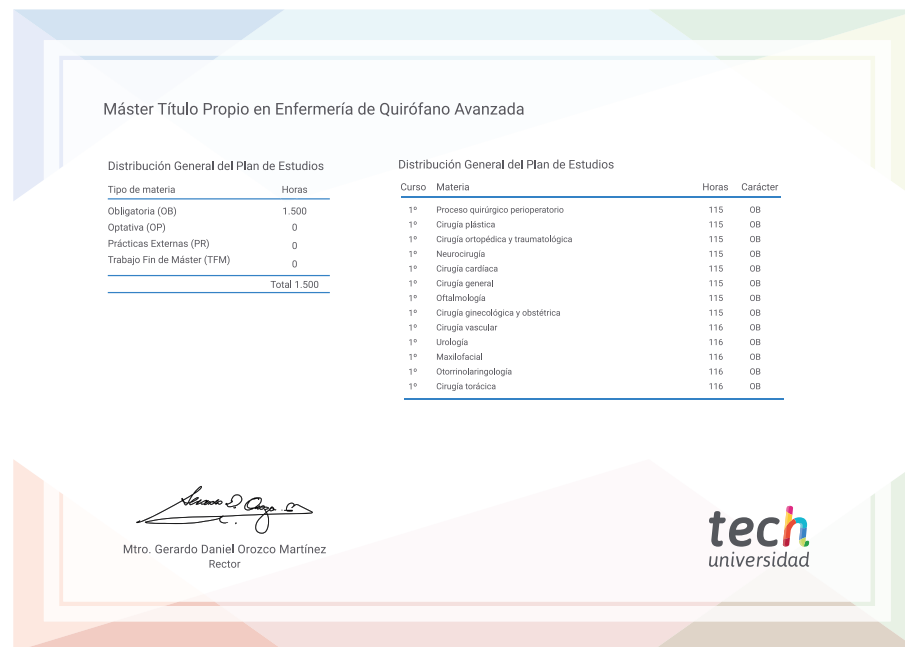 Máster Título Propio en Enfermería de Quirófano Avanzada
Distribución General del Plan de Estudios
Tipo de materia Horas
Obligatoria (OB) 1.500
Optativa (OP) 0
Prácticas Externas (PR) 0
Trabajo Fin de Máster (TFM) 0
Total 1.500
Distribución General del Plan de Estudios
Curso Materia Horas Carácter
1º Proceso quirúrgico perioperatorio 115 OB
1º Cirugía plástica 115 OB
1º Cirugía ortopédica y traumatológica 115 OB
1º Neurocirugía 115 OB
1º Cirugía cardíaca 115 OB
1º Cirugía general 115 OB
1º Oftalmología 115 OB
1º Cirugía ginecológica y obstétrica 115 OB
1º Cirugía vascular 116 OB
1º Urología 116 OB
1º Maxilofacial 116 OB
1º Otorrinolaringología 116 OB
1º Cirugía torácica 116 OB
Mtro. Gerardo Daniel Orozco Martínez
Rector
tech
universidad